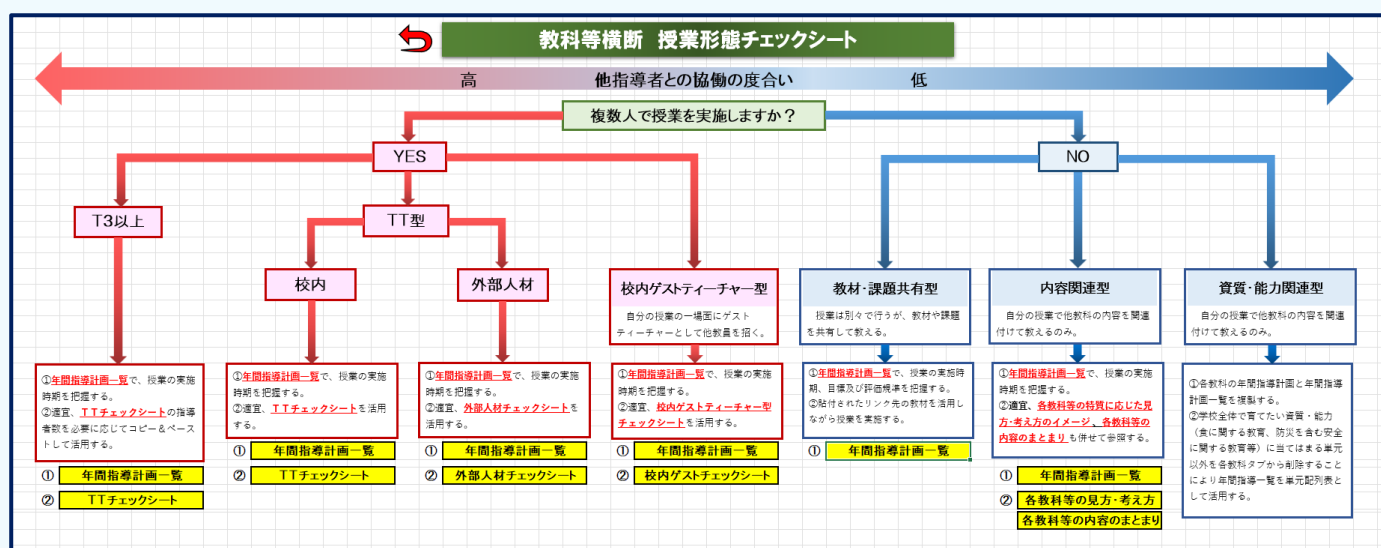 教科等横断 授業形態チェックシート
高 他指導者との協働の度合い 低
複数人で授業を実施しますか？
YES
NO
T3以上
TT型
校内
外部人材
校内ゲストティーチャー型
自分の授業の一場面にゲスト
ティーチャーとして他教員を招く。
教材・課題共有型
授業は別々で行うが、教材や課題
を共有して教える。
内容関連型
自分の授業で他教科の内容を関連
付けて教えるのみ。
資質・能力関連型
自分の授業で他教科の内容を関連
付けて教えるのみ。
①年間指導計画一覧で、授業の実施
時期を把握する。
②適宜、TTチェックシートの指導
者数を必要に応じてコピー＆ペース
トして活用する。
① 年間指導計画一覧
② TTチェックシート
①年間指導計画一覧で、授業の実施
時期を把握する。
②適宜、TTチェックシートを活用
する。
① 年間指導計画一覧
② TTチェックシート
①年間指導計画一覧で、授業の実施
時期を把握する。
②適宜、外部人材チェックシートを
活用する。
① 年間指導計画一覧
② 外部人材チェックシート
①年間指導計画一覧で、授業の実施
時期を把握する。
②適宜、校内ゲストティーチャー型
チェックシートを活用する。
① 年間指導計画一覧
② 校内ゲストチェックシート
①年間指導計画一覧で、授業の実施時
期、目標及び評価規準を把握する。
②貼付されたリンク先の教材を活用し
ながら授業を実施する。
① 年間指導計画一覧
①年間指導計画一覧で、授業の実施
時期を把握する。
②適宜、各教科等の特質に応じた見
方・考え方のイメージ、各教科等の
内容のまとまりも併せて参照する。
① 年間指導計画一覧
② 各教科等の見方・考え方
各教科等の内容のまとまり
①各教科の年間指導計画と年間指導
計画一覧を複製する。
②学校全体で育てたい資質・能力
（食に関する教育、防災を含む安全
に関する教育等）に当てはまる単元
以外を各教科タブから削除すること
により年間指導一覧を単元配列表と
して活用する。